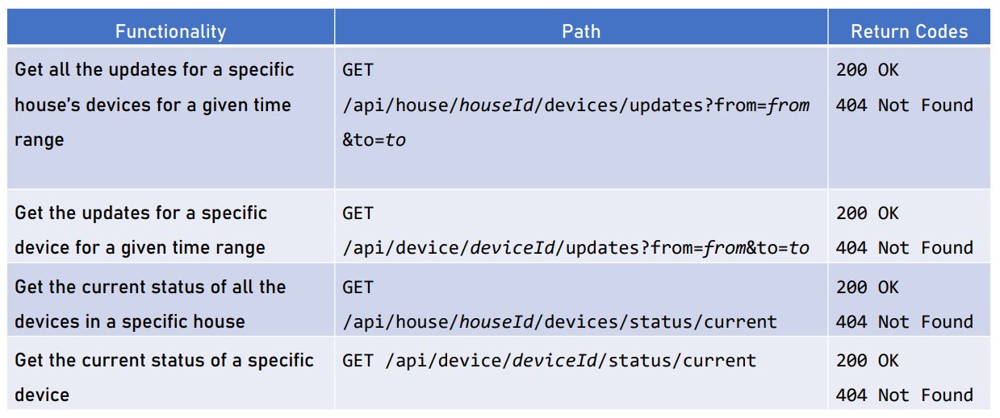 Functionality
Path
Return Codes
Get all the updates for a specific
house's devices for a given time
range
GET
/api/house/houseId/devices/updates?from=from
&to=to
200 OK
404 Not Found
Get the updates for a specific
device for a given time range
GET
/api/device/deviceId/updates?from=from&to=to
200 OK
404 Not Found
Get the current status of all the
devices in a specific house
GET
/api/house/houseId/devices/status/current
200 OK
404 Not Found
Get the current status of a specific
device
GET /api/device/deviceId/status/current
200 OK
404 Not Found